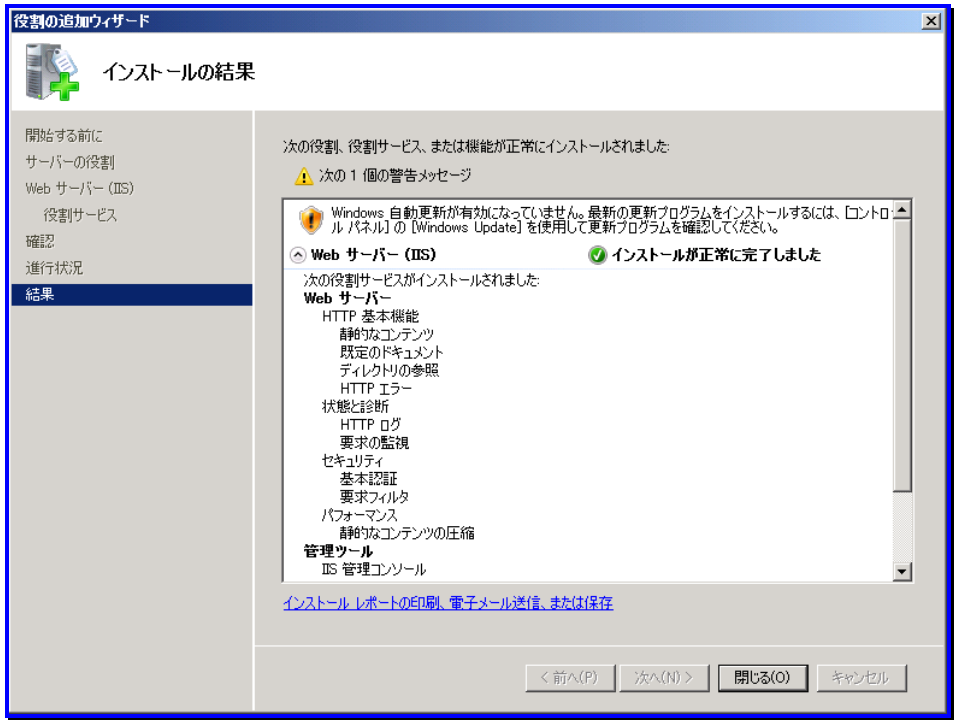 役割の追加ウィザード
インストールの結果
開始する前に
サーバーの役割
Web サーバー (IIS)
役割サービス
確認
進行状況
結果
次の役割、役割サービス、または機能が正常にインストールされました:
次の 1 個の警告メッセージ
Windows 自動更新が有効になっていません。最新の更新プログラムをインストールするには、[コントロー
ル パネル] の [Windows Update] を使用して更新プログラムを確認してください。
Web サーバー (IIS) インストールが正常に完了しました
次の役割サービスがインストールされました:
Web サーバー
HTTP 基本機能
静的なコンテンツ
既定のドキュメント
ディレクトリの参照
HTTP エラー
状態と診断
HTTP ログ
要求の監視
セキュリティ
基本認証
要求フィルタ
パフォーマンス
静的なコンテンツの圧縮
管理ツール
IIS 管理コンソール
インストール レポートの印刷、電子メール送信、または保存
< 前へ(P) 次へ(N) > 閉じる(O) キャンセル